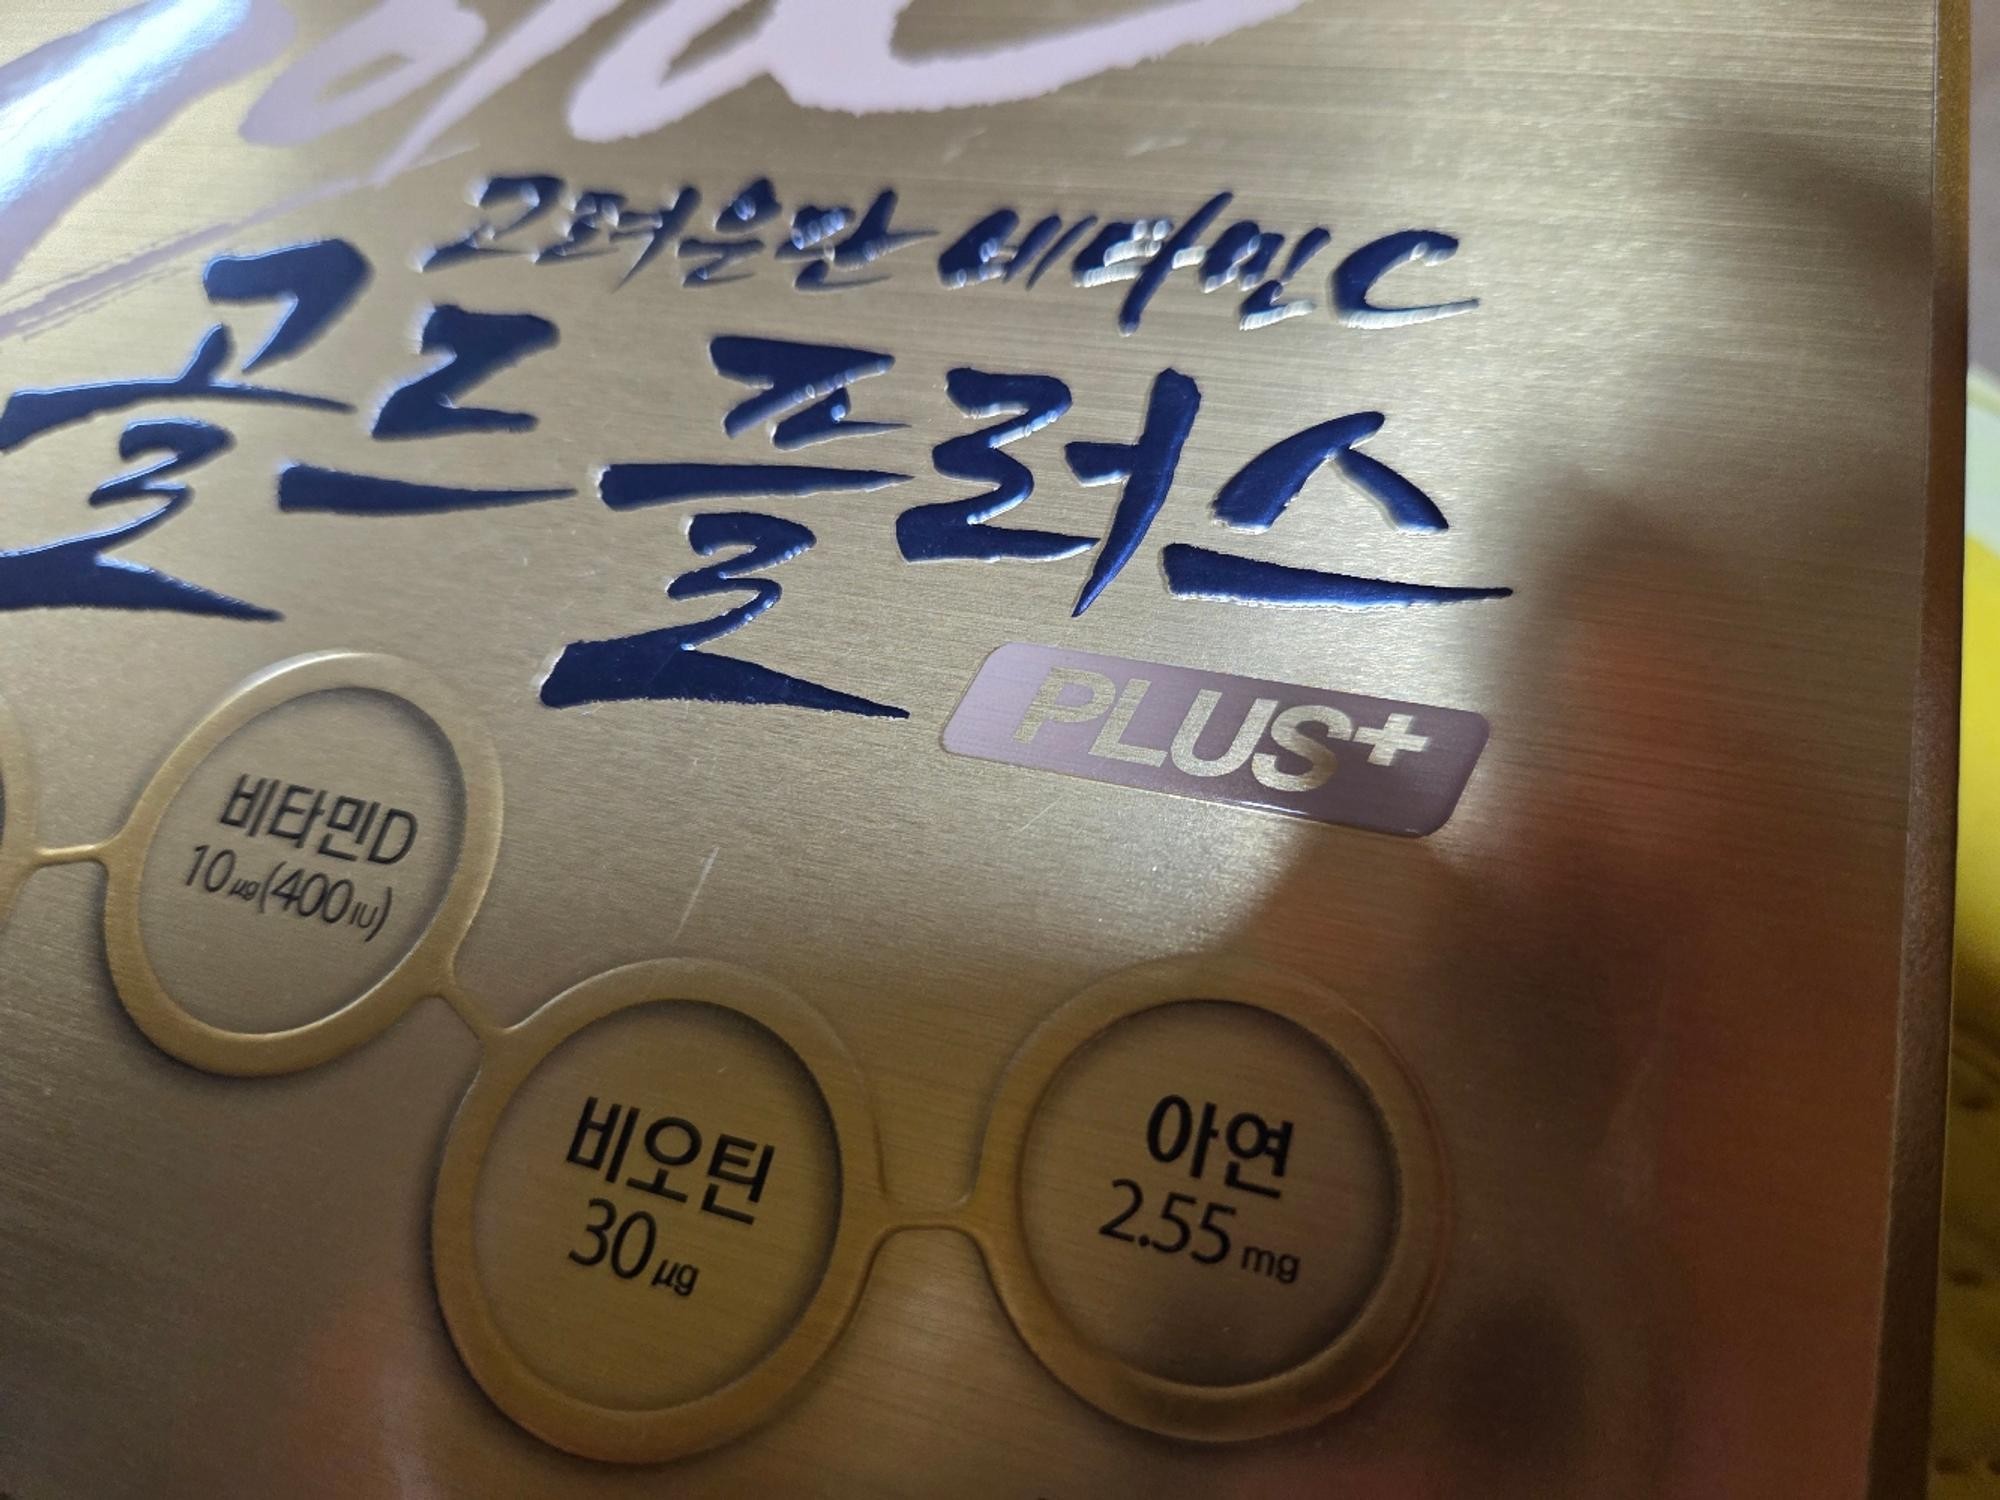 Gold
고려은단 비타민C
골드 플러스
PLUS+
비타민D
10μg(400IU)
비오틴
30μg
아연
2.55mg